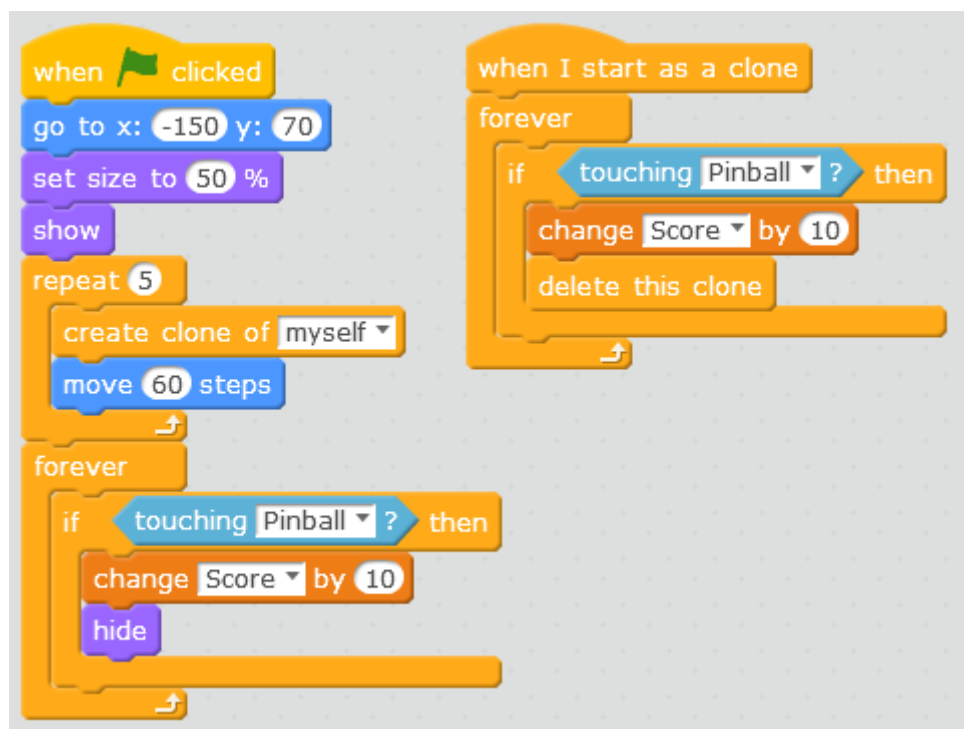 when clicked
go to x: -150 y: 70
set size to 50 %
show
repeat 5
create clone of myself
move 60 steps
forever
if touching Pinball ? then
change Score by 10
hide
when I start as a clone
forever
if touching Pinball ? then
change Score by 10
delete this clone